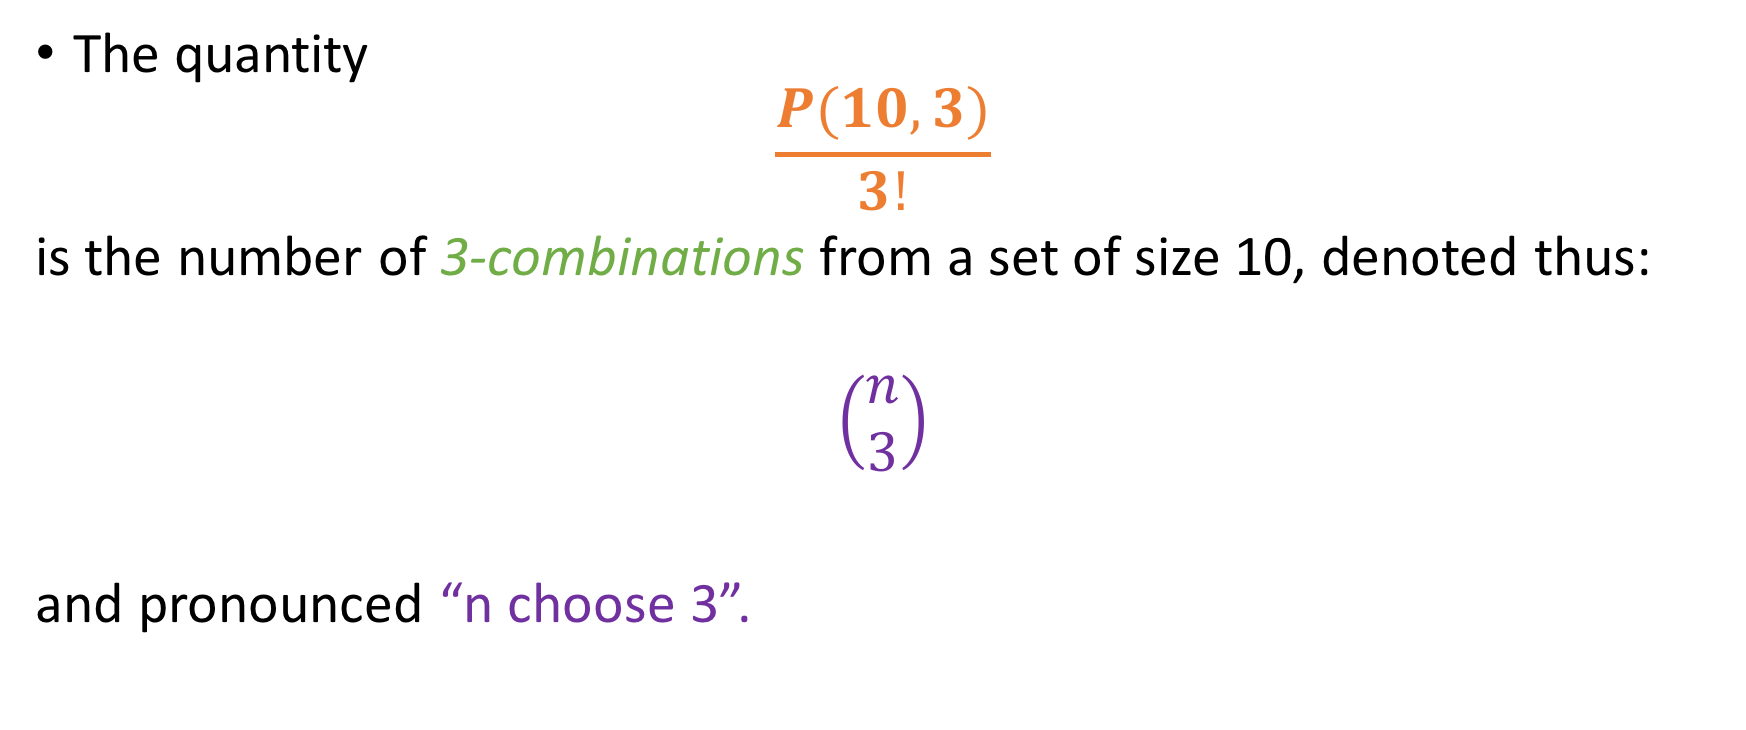 • The quantity
P(10, 3)
3!
is the number of 3-combinations from a set of size 10, denoted thus:
(n
3)
and pronounced “n choose 3”.